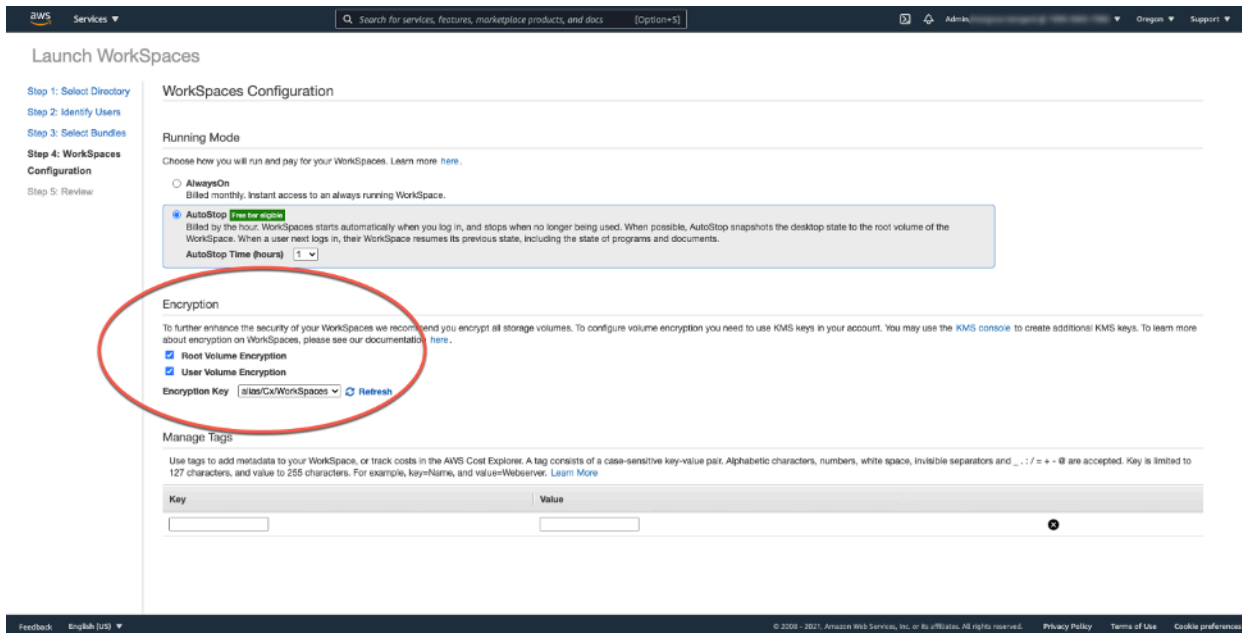 aws Services ▼ Search for services, features, marketplace products, and docs [Option+S] Admin/ ▼ Oregon ▼ Support ▼
Launch WorkSpaces
Step 1: Select Directory
Step 2: Identify Users
Step 3: Select Bundles
Step 4: WorkSpaces
Configuration
Step 5: Review
WorkSpaces Configuration
Running Mode
Choose how you will run and pay for your WorkSpaces. Learn more here.
AlwaysOn
Billed monthly. Instant access to an always running WorkSpace.
AutoStop Free tier eligible
Billed by the hour. WorkSpaces starts automatically when you log in, and stops when no longer being used. When possible, AutoStop snapshots the desktop state to the root volume of the
WorkSpace. When a user next logs in, their WorkSpace resumes its previous state, including the state of programs and documents.
AutoStop Time (hours) 1
Encryption
To further enhance the security of your WorkSpaces we recommend you encrypt all storage volumes. To configure volume encryption you need to use KMS keys in your account. You may use the KMS console to create additional KMS keys. To learn more
about encryption on WorkSpaces, please see our documentation here.
Root Volume Encryption
User Volume Encryption
Encryption Key alias/Cx/WorkSpaces Refresh
Manage Tags
Use tags to add metadata to your WorkSpace, or track costs in the AWS Cost Explorer. A tag consists of a case-sensitive key-value pair. Alphabetic characters, numbers, white space, invisible separators and _ . : / = + - @ are accepted. Key is limited to
127 characters, and value to 255 characters. For example, key=Name, and value=Webserver. Learn More
Key Value
Feedback English (US) ▼ © 2008 - 2021, Amazon Web Services, Inc. or its affiliates. All rights reserved. Privacy Policy Terms of Use Cookie preferences